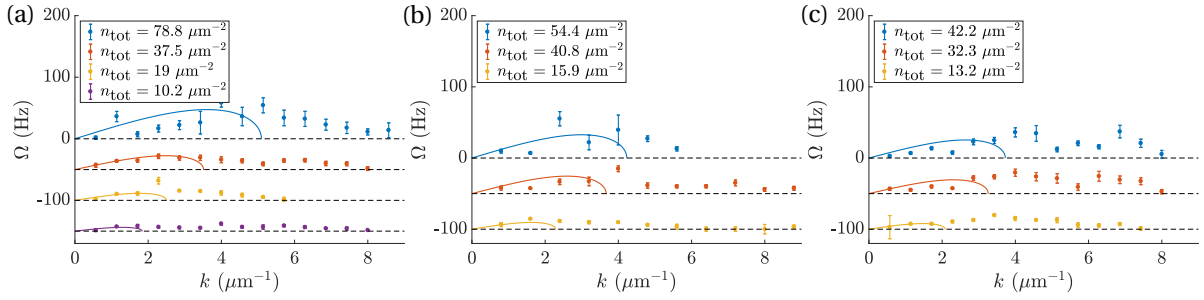 (a)
200
100
0
-100
Ω (Hz)
n_tot = 78.8 μm⁻²
n_tot = 37.5 μm⁻²
n_tot = 19 μm⁻²
n_tot = 10.2 μm⁻²
0 2 4 6 8
k (μm⁻¹)
(b)
200
100
0
-100
Ω (Hz)
n_tot = 54.4 μm⁻²
n_tot = 40.8 μm⁻²
n_tot = 15.9 μm⁻²
0 2 4 6 8
k (μm⁻¹)
(c)
200
100
0
-100
Ω (Hz)
n_tot = 42.2 μm⁻²
n_tot = 32.3 μm⁻²
n_tot = 13.2 μm⁻²
0 2 4 6 8
k (μm⁻¹)